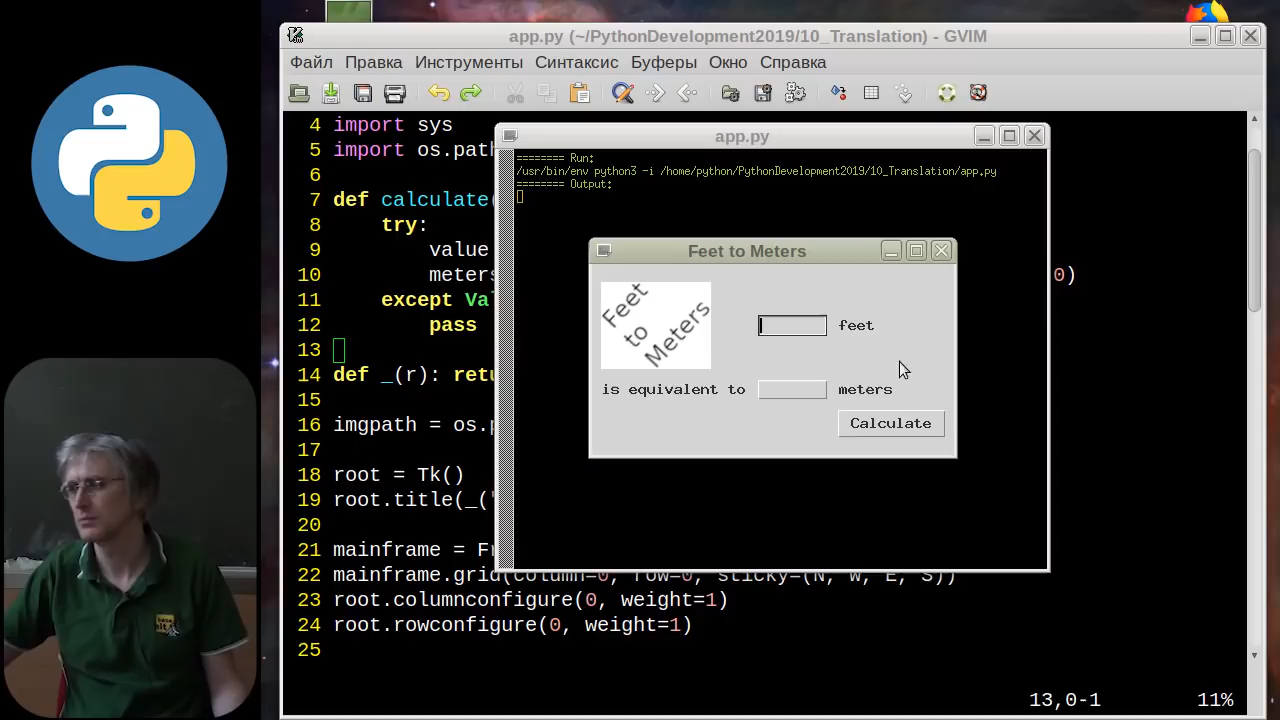 app.py (~/PythonDevelopment2019/10_Translation) - GVIM
Файл Правка Инструменты Синтаксис Буферы Окно Справка
4 import sys
5 import os.path
6
7 def calculate(
8 try:
9 value
10 meters 0)
11 except Val
12 pass
13
14 def _(r): retu
15
16 imgpath = os.p
17
18 root = Tk()
19 root.title(_('
20
21 mainframe = Fr
22 mainframe.grid(column=0, row=0, sticky=(N, W, E, S))
23 root.columnconfigure(0, weight=1)
24 root.rowconfigure(0, weight=1)
25
13,0-1 11%
app.py
======== Run:
/usr/bin/env python3 -i /home/python/PythonDevelopment2019/10_Translation/app.py
======== Output:
Feet to Meters
Feet
to
Meters
feet
is equivalent to meters
Calculate